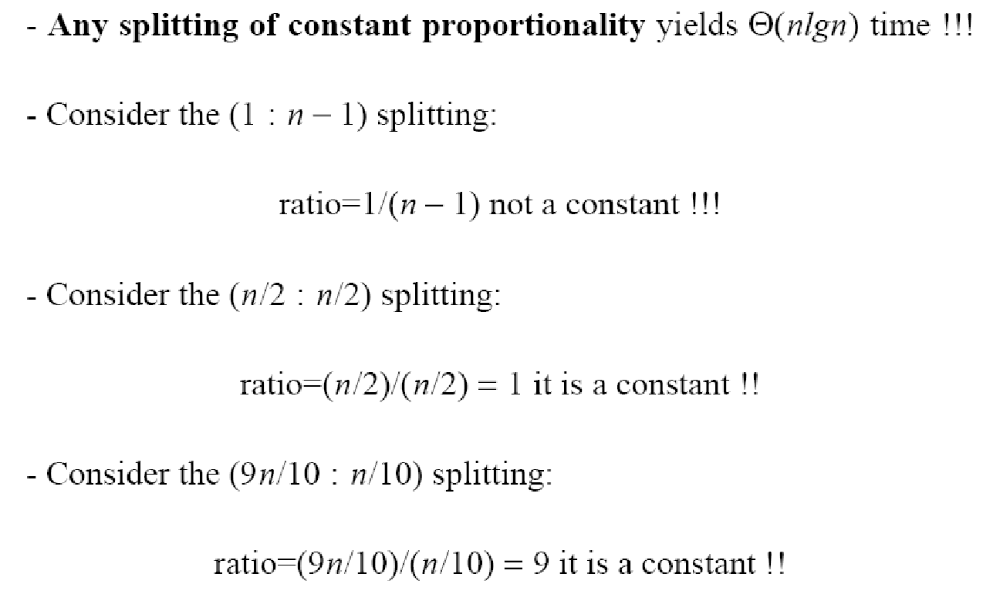 - Any splitting of constant proportionality yields Θ(nlgn) time !!!
- Consider the (1 : n − 1) splitting:
ratio=1/(n − 1) not a constant !!!
- Consider the (n/2 : n/2) splitting:
ratio=(n/2)/(n/2) = 1 it is a constant !!
- Consider the (9n/10 : n/10) splitting:
ratio=(9n/10)/(n/10) = 9 it is a constant !!